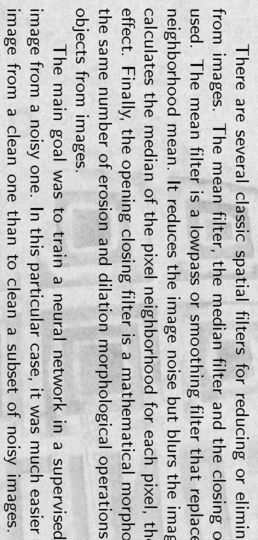 There are several classic spatial filters for reducing or elimin
from images. The mean filter, the median filter and the closing o
used. The mean filter is a lowpass or smoothing filter that replace
neighborhood mean. It reduces the image noise but blurs the imag
calculates the median of the pixel neighborhood for each pixel, the
effect. Finally, the opening closing filter is a mathematical morpho
the same number of erosion and dilation morphological operations
objects from images.
The main goal was to train a neural network in a supervised
image from a noisy one. In this particular case, it was much easier
image from a clean one than to clean a subset of noisy images.